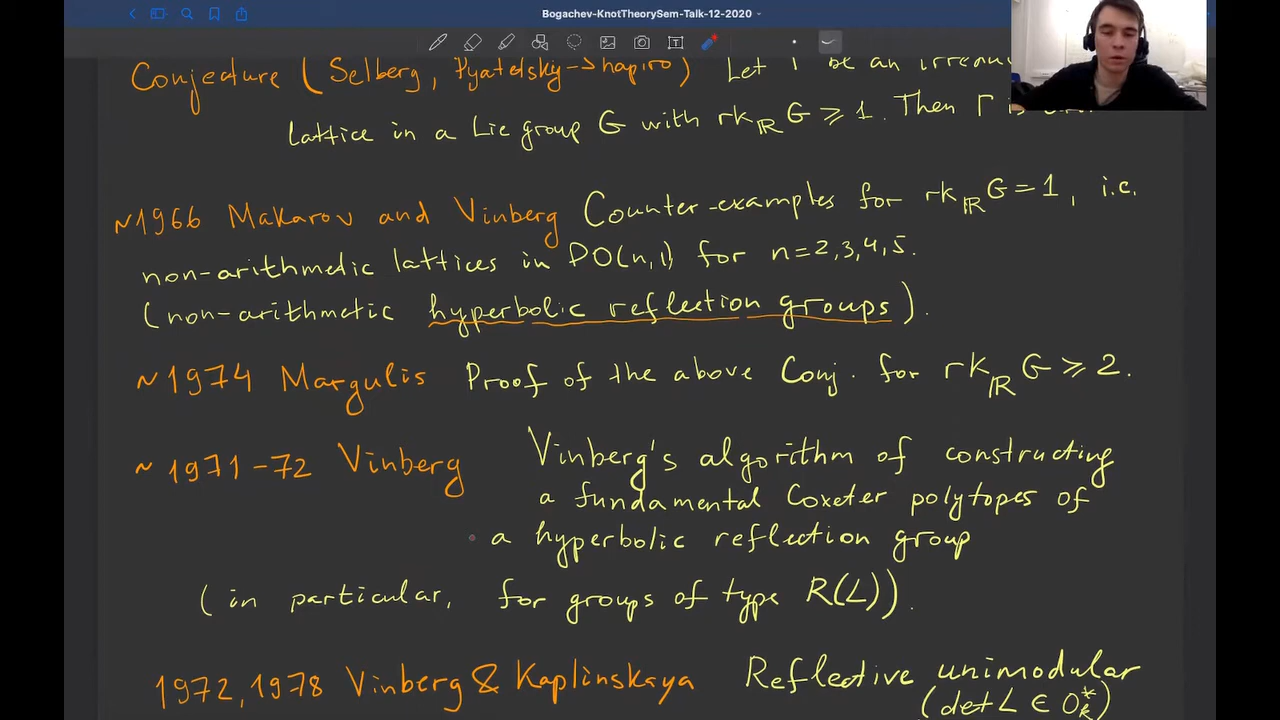 Bogachev-KnotTheorySem-Talk-12-2020
Conjecture (Selberg, Pyatetsky-Shapiro) Let Γ be an
lattice in a Lie group G with rk_ℝ G ⩾ 1. Then Γ is
~1966 Makarov and Vinberg Counter-examples for rk_ℝ G = 1, i.e.
non-arithmedic lattices in PO(n,1) for n=2,3,4,5.
(non-arithmetic hyperbolic reflection groups).
~1974 Margulis Proof of the above Conj. for rk_ℝ G ⩾ 2.
~1971-72 Vinberg Vinberg's algorithm of constructing
a fundamental Coxeter polytopes of
a hyperbolic reflection group
(in particular, for groups of type R(L)).
1972, 1978 Vinberg & Kaplinskaya Reflective unimodular
(det L ∈ O_k^*)